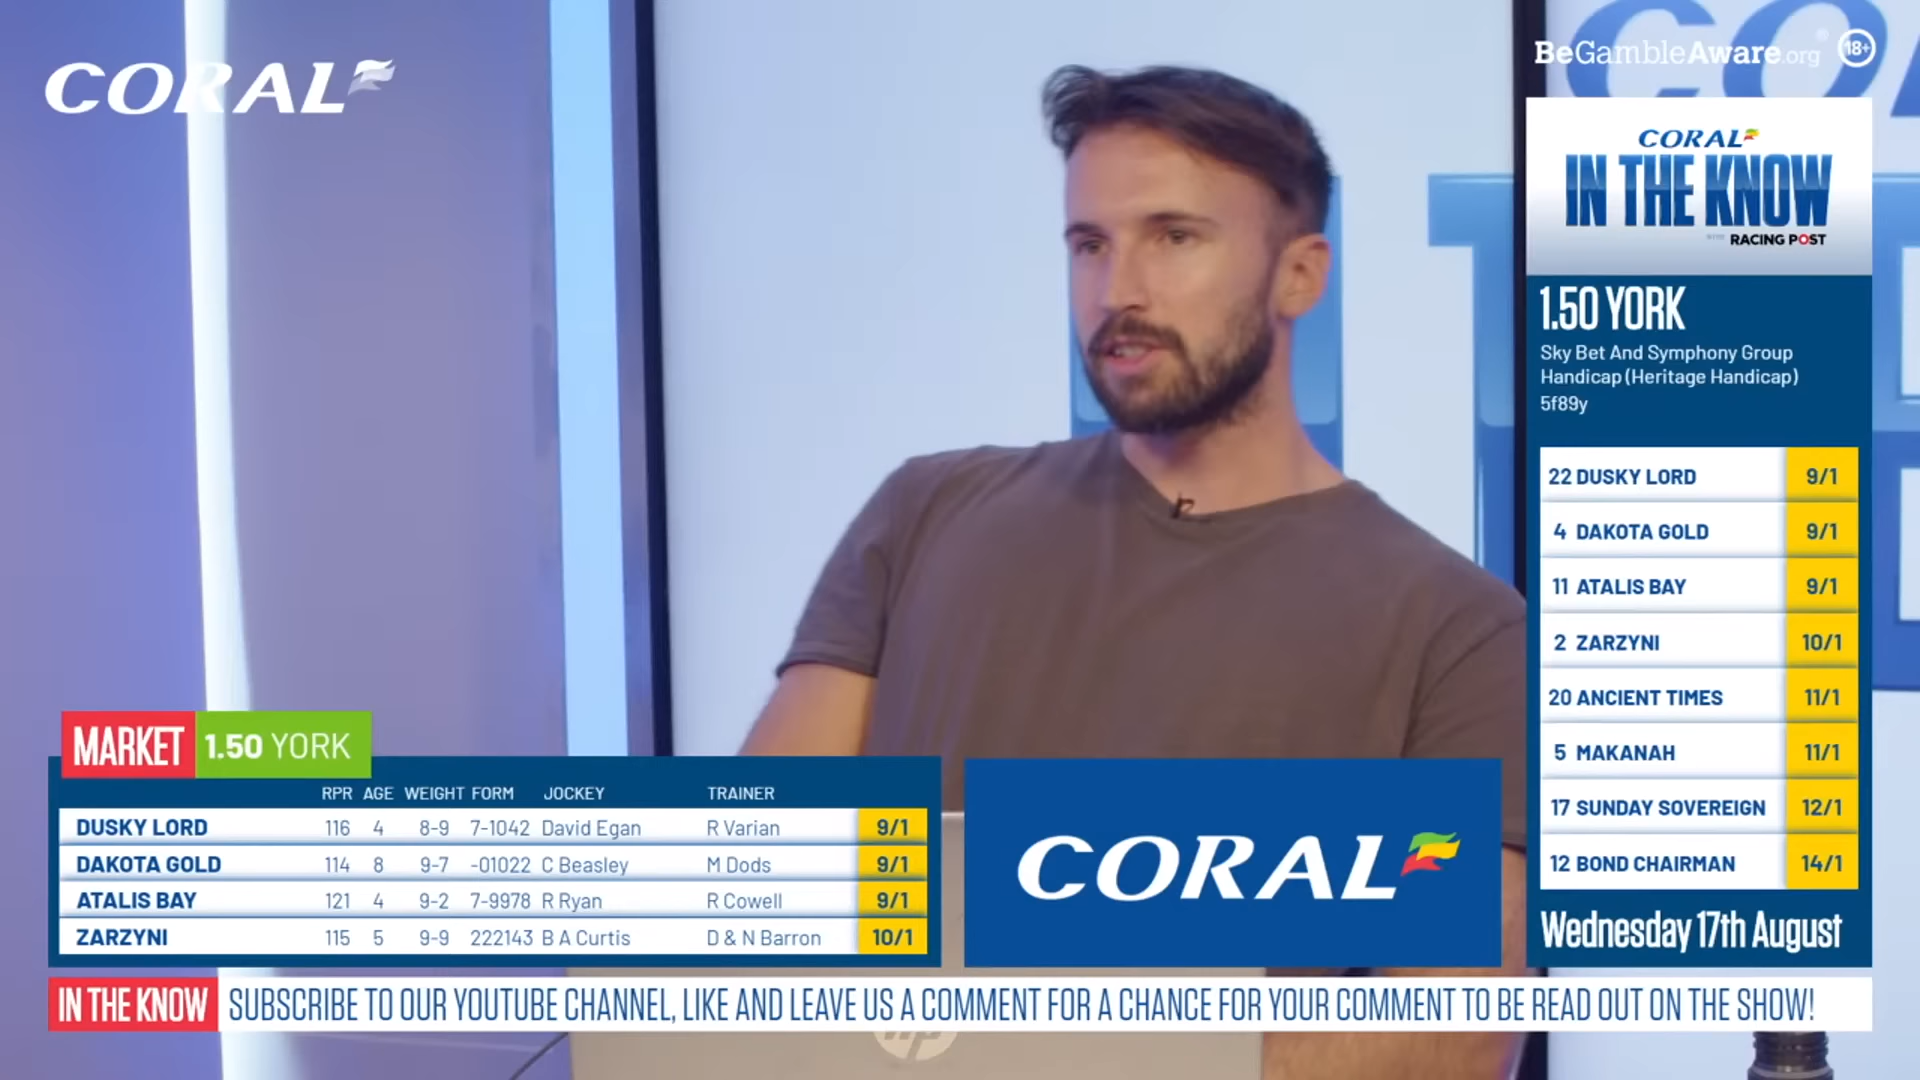 CORAL
BeGambleAware.org® 18+
CORAL
IN THE KNOW
WITH RACING POST
1.50 YORK
Sky Bet And Symphony Group
Handicap (Heritage Handicap)
5f89y
22 DUSKY LORD 9/1
4 DAKOTA GOLD 9/1
11 ATALIS BAY 9/1
2 ZARZYNI 10/1
20 ANCIENT TIMES 11/1
5 MAKANAH 11/1
17 SUNDAY SOVEREIGN 12/1
12 BOND CHAIRMAN 14/1
Wednesday 17th August
MARKET 1.50 YORK
RPR AGE WEIGHT FORM JOCKEY TRAINER
DUSKY LORD 116 4 8-9 7-1042 David Egan R Varian 9/1
DAKOTA GOLD 114 8 9-7 -01022 C Beasley M Dods 9/1
ATALIS BAY 121 4 9-2 7-9978 R Ryan R Cowell 9/1
ZARZYNI 115 5 9-9 222143 B A Curtis D & N Barron 10/1
CORAL
IN THE KNOW SUBSCRIBE TO OUR YOUTUBE CHANNEL, LIKE AND LEAVE US A COMMENT FOR A CHANCE FOR YOUR COMMENT TO BE READ OUT ON THE SHOW!
hp